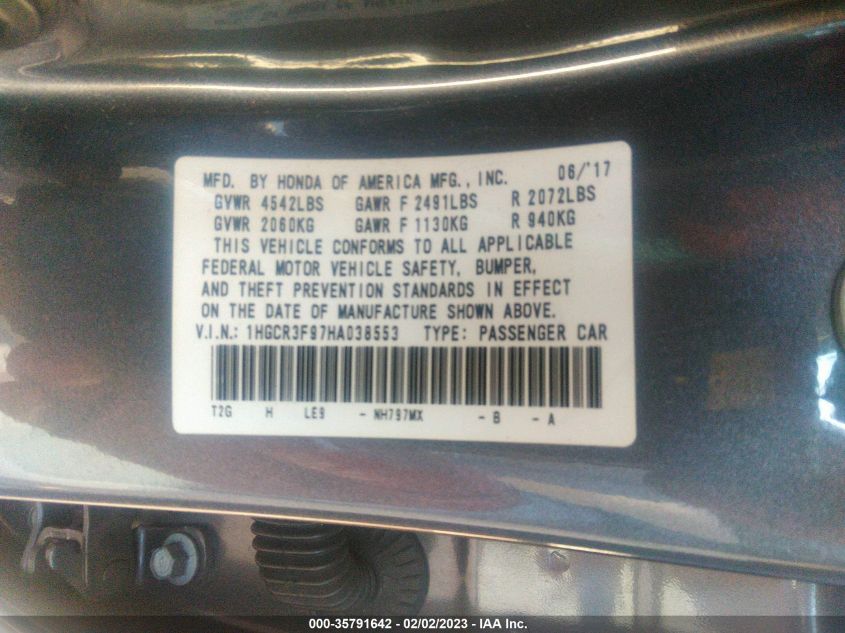 MFD. BY HONDA OF AMERICA MFG., INC. 06/'17
GVWR 4542LBS GAWR F 2491LBS R 2072LBS
GVWR 2060KG GAWR F 1130KG R 940KG
THIS VEHICLE CONFORMS TO ALL APPLICABLE
FEDERAL MOTOR VEHICLE SAFETY, BUMPER,
AND THEFT PREVENTION STANDARDS IN EFFECT
ON THE DATE OF MANUFACTURE SHOWN ABOVE.
V.I.N.: 1HGCR3F97HA038553 TYPE: PASSENGER CAR
T2G H LE9 - NH797MX - B - A
000-35791642 - 02/02/2023 - IAA Inc.